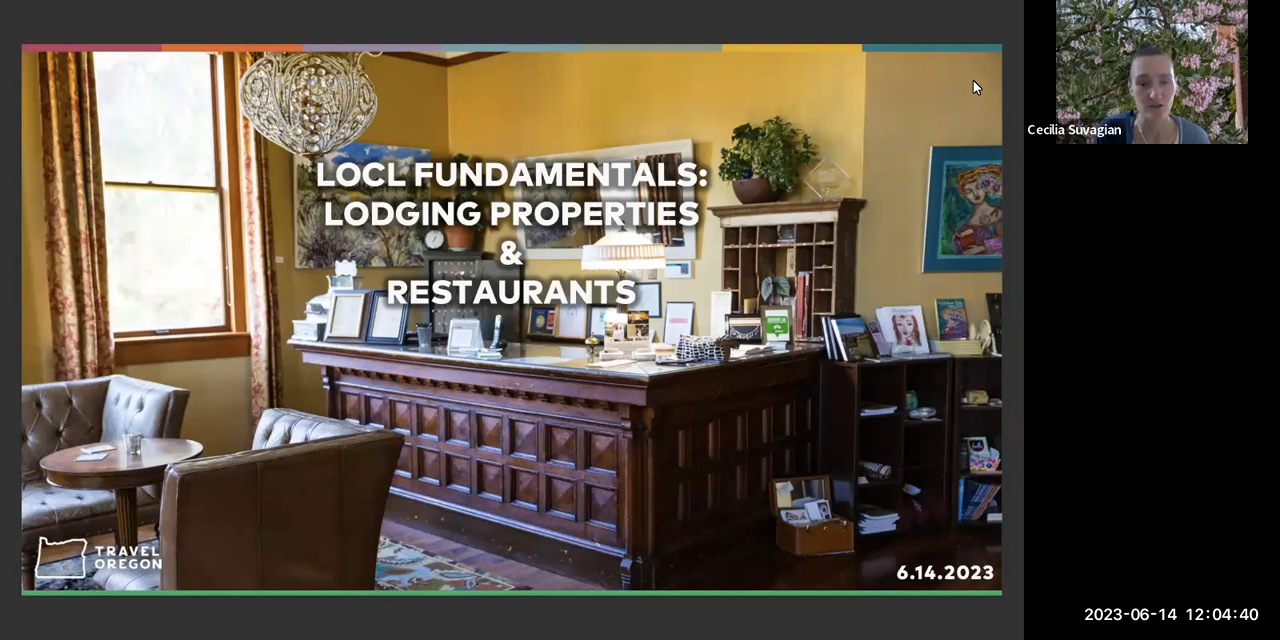 LOCL FUNDAMENTALS:
LODGING PROPERTIES
&
RESTAURANTS
TRAVEL
OREGON
6.14.2023
Cecilia Suvagian
2023-06-14 12:04:40